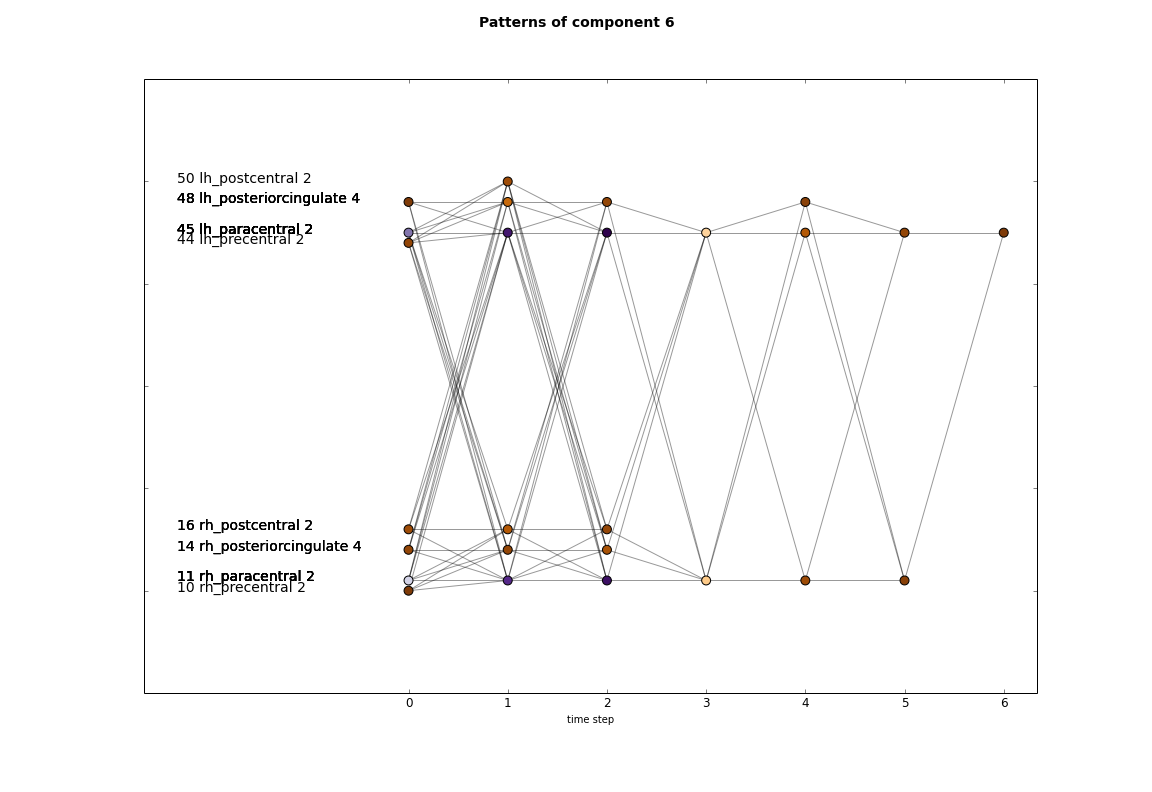 Patterns of component 6
50 lh_postcentral 2
48 lh_posteriorcingulate 4
45 lh_paracentral 2
44 lh_precentral 2
16 rh_postcentral 2
14 rh_posteriorcingulate 4
11 rh_paracentral 2
10 rh_precentral 2
0 1 2 3 4 5 6
time step